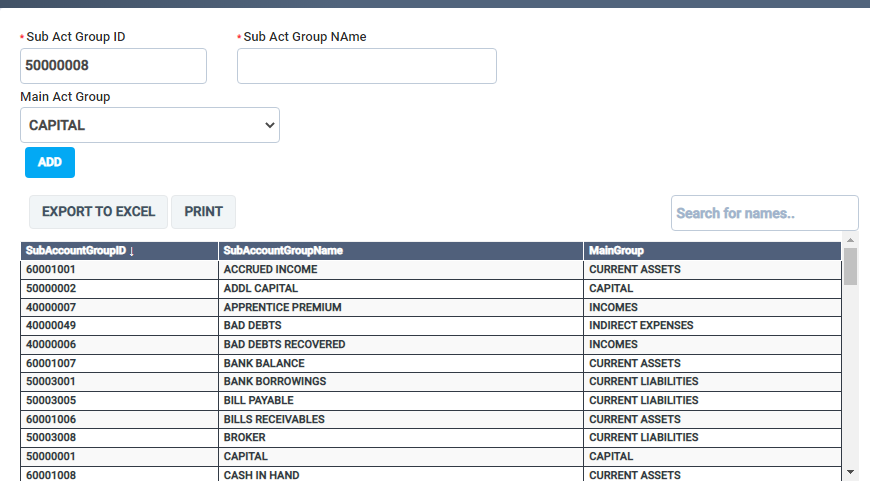 * Sub Act Group ID * Sub Act Group NAme
50000008
Main Act Group
CAPITAL
ADD
EXPORT TO EXCEL PRINT Search for names..
SubAccountGroupID ↓ SubAccountGroupName MainGroup
60001001 ACCRUED INCOME CURRENT ASSETS
50000002 ADDL CAPITAL CAPITAL
40000007 APPRENTICE PREMIUM INCOMES
40000049 BAD DEBTS INDIRECT EXPENSES
40000006 BAD DEBTS RECOVERED INCOMES
60001007 BANK BALANCE CURRENT ASSETS
50003001 BANK BORROWINGS CURRENT LIABILITIES
50003005 BILL PAYABLE CURRENT LIABILITIES
60001006 BILLS RECEIVABLES CURRENT ASSETS
50003008 BROKER CURRENT LIABILITIES
50000001 CAPITAL CAPITAL
60001008 CASH IN HAND CURRENT ASSETS